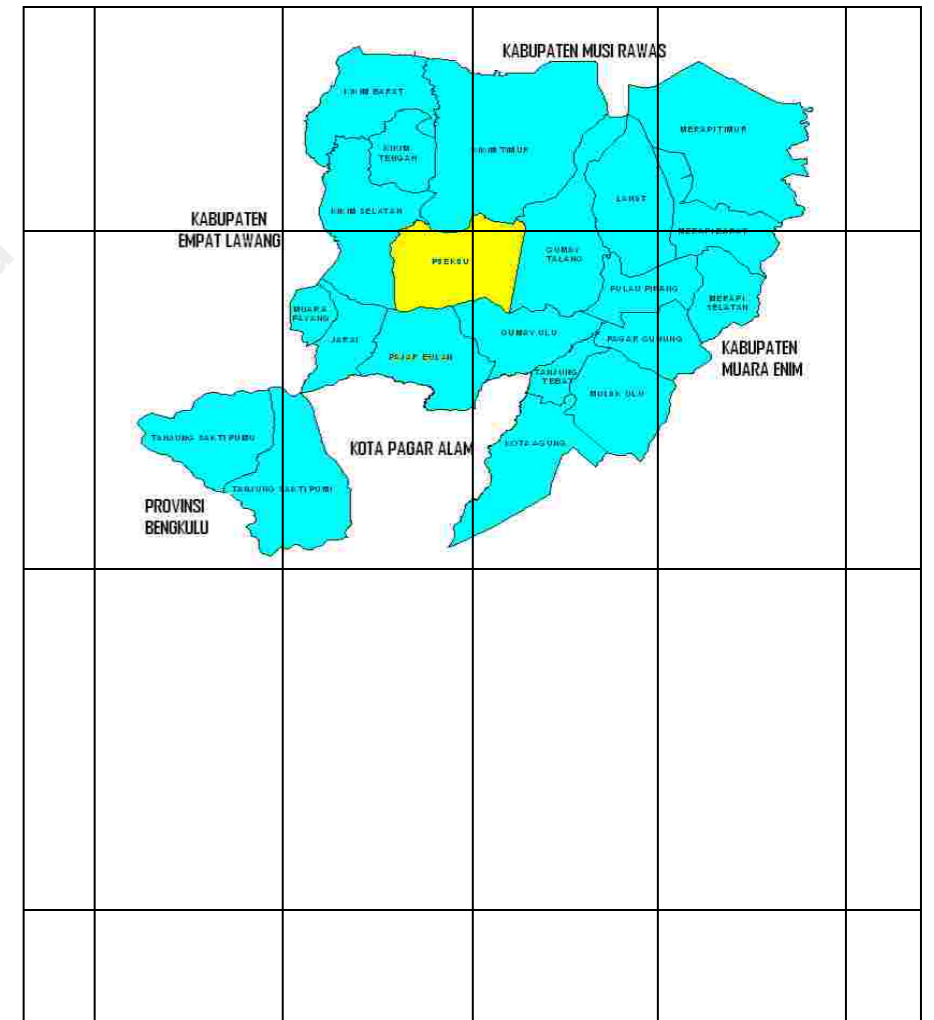 KABUPATEN MUSI RAWAS
KIKIM BARAT
MERAPI TIMUR
KIKIM
TENGAH
KIKIM TIMUR
LAHAT
KIKIM SELATAN
KABUPATEN
EMPAT LAWANG
MERAPI BARAT
GUMAY
TALANG
PSEKSU
PULAU PINANG
MERAPI
SELATAN
MUARA
PAYANG
GUMAY ULU
JARAI
PAGAR GUNUNG
KABUPATEN
MUARA ENIM
PAJAR BULAN
TANJUNG
TEBAT
MULAK ULU
TANJUNG SAKTI PUMU
KOTA PAGAR ALAM
KOTA AGUNG
TANJUNG SAKTI PUMI
PROVINSI
BENGKULU